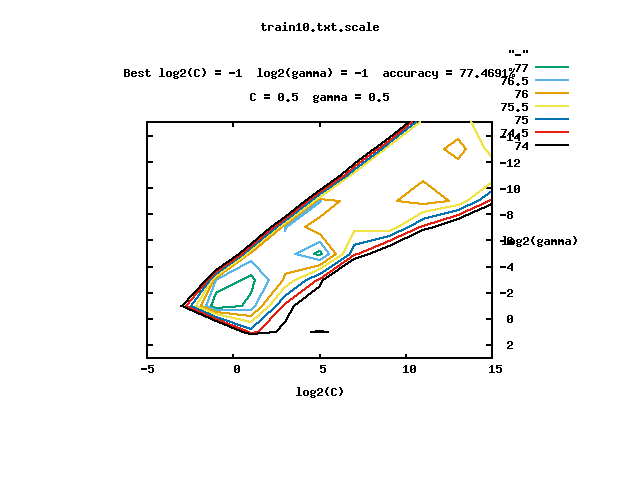 train10.txt.scale
"-"
Best log2(C) = -1  log2(gamma) = -1  accuracy = 77.4691%
77
76.5
C = 0.5  gamma = 0.5
76
75.5
75
74.5
-14
74
-12
-10
-8
-6
log2(gamma)
-4
-2
0
2
-5 0 5 10 15
log2(C)